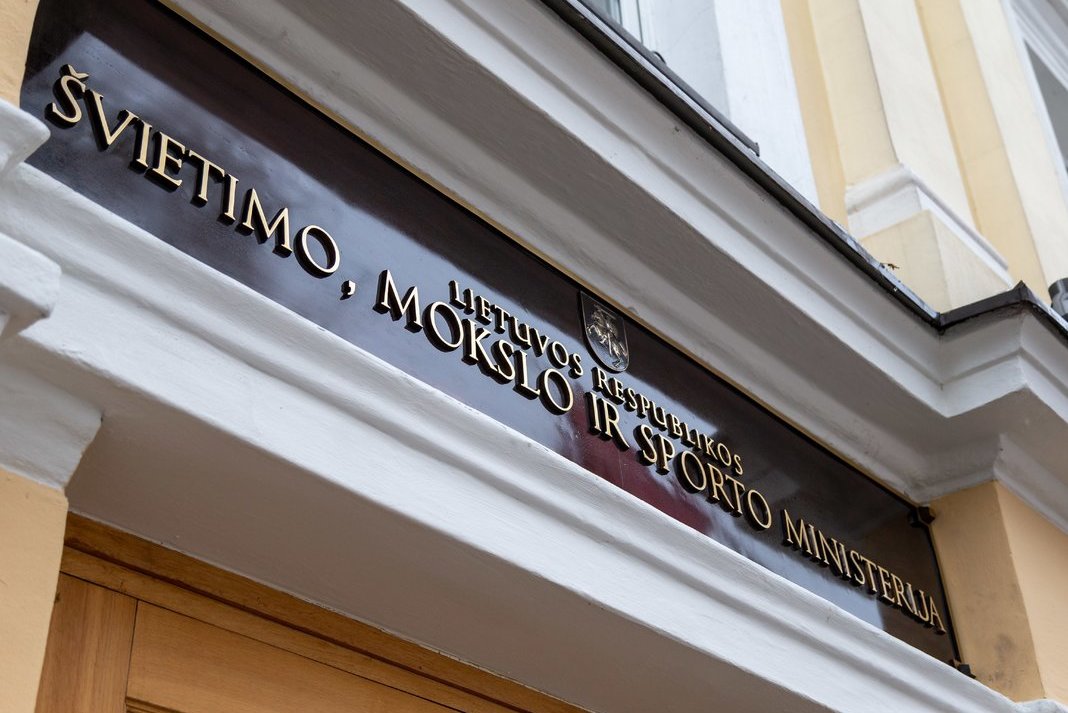 LIETUVOS RESPUBLIKOS
ŠVIETIMO, MOKSLO IR SPORTO MINISTERIJA